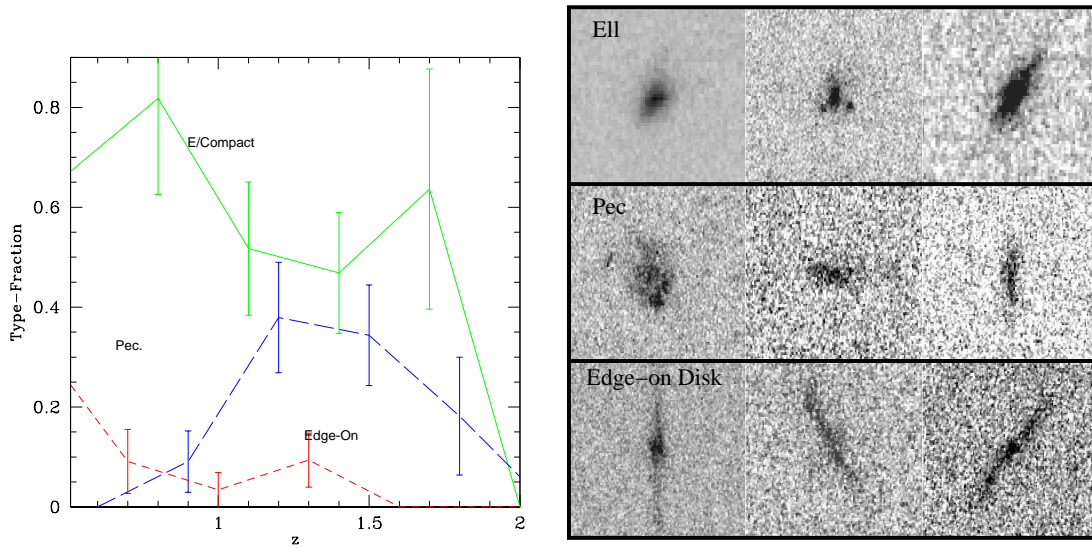 0.8
0.6
0.4
0.2
0
Type-Fraction
E/Compact
Pec.
Edge-On
1
1.5
2
z
Ell
Pec
Edge-on Disk